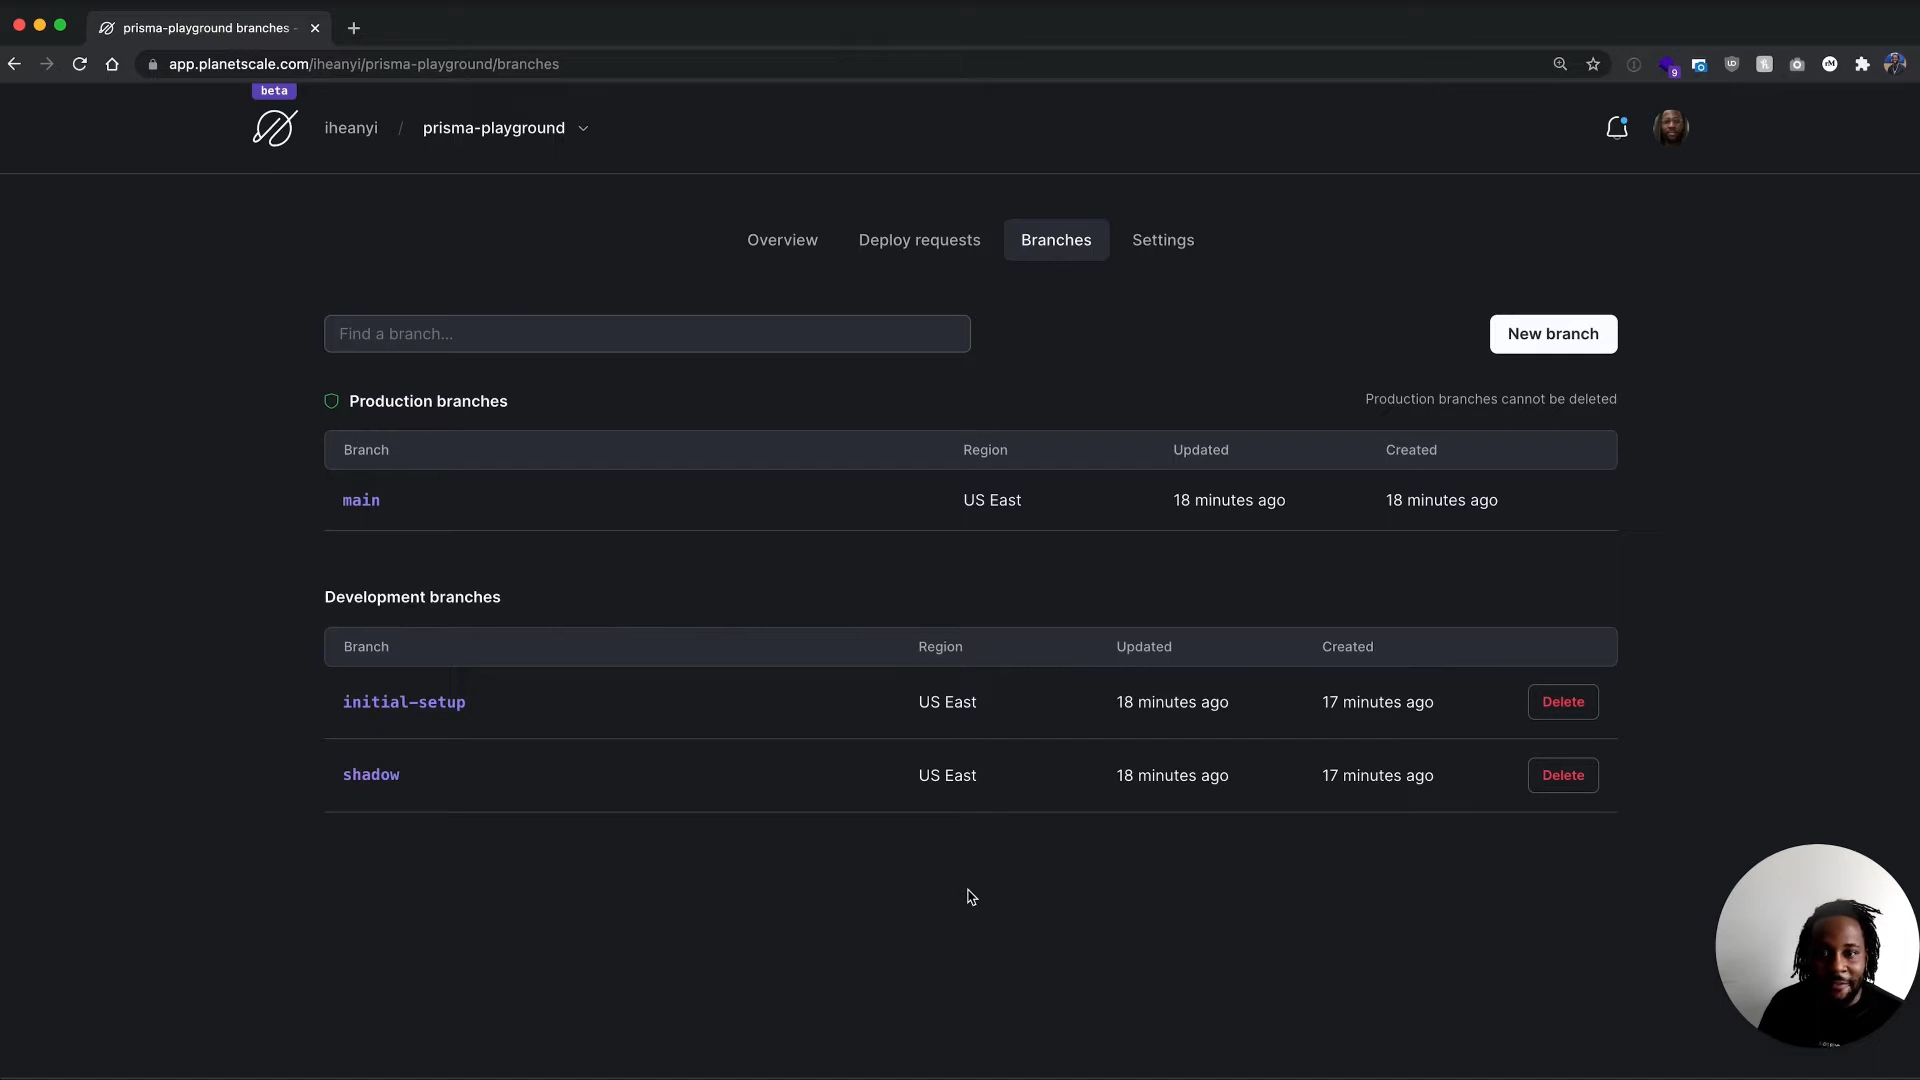 prisma-playground branches -
app.planetscale.com/iheanyi/prisma-playground/branches
9
beta
iheanyi / prisma-playground
Overview Deploy requests Branches Settings
Find a branch...
New branch
Production branches
Production branches cannot be deleted
Branch Region Updated Created
main US East 18 minutes ago 18 minutes ago
Development branches
Branch Region Updated Created
initial-setup US East 18 minutes ago 17 minutes ago Delete
shadow US East 18 minutes ago 17 minutes ago Delete